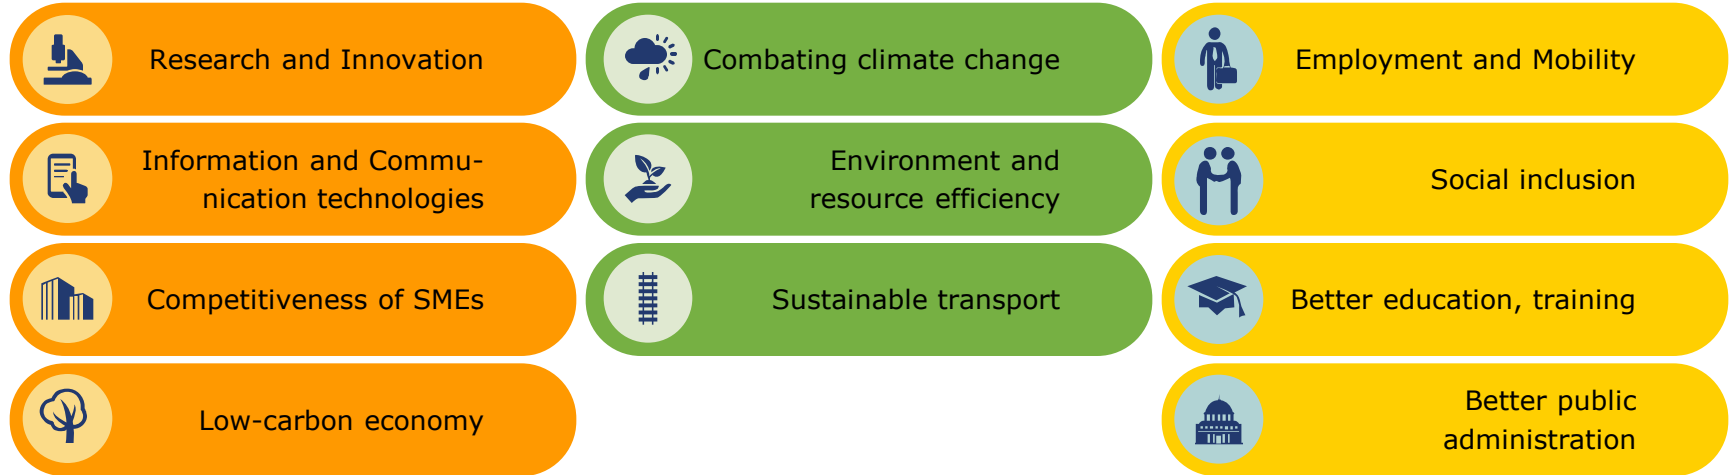 Research and Innovation
Information and Commu-
nication technologies
Competitiveness of SMEs
Low-carbon economy
Combating climate change
Environment and
resource efficiency
Sustainable transport
Employment and Mobility
Social inclusion
Better education, training
Better public
administration